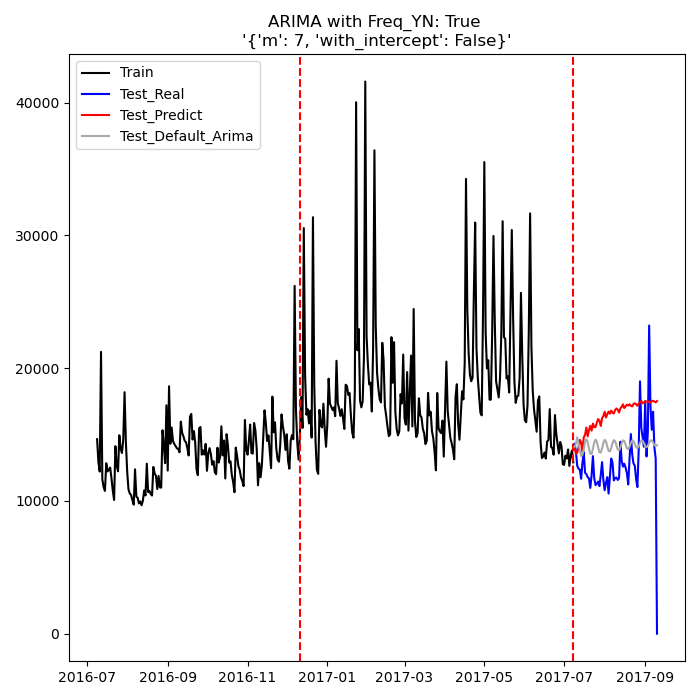 ARIMA with Freq_YN: True
'{'m': 7, 'with_intercept': False}'
Train
Test_Real
Test_Predict
Test_Default_Arima
40000
30000
20000
10000
0
2016-07 2016-09 2016-11 2017-01 2017-03 2017-05 2017-07 2017-09